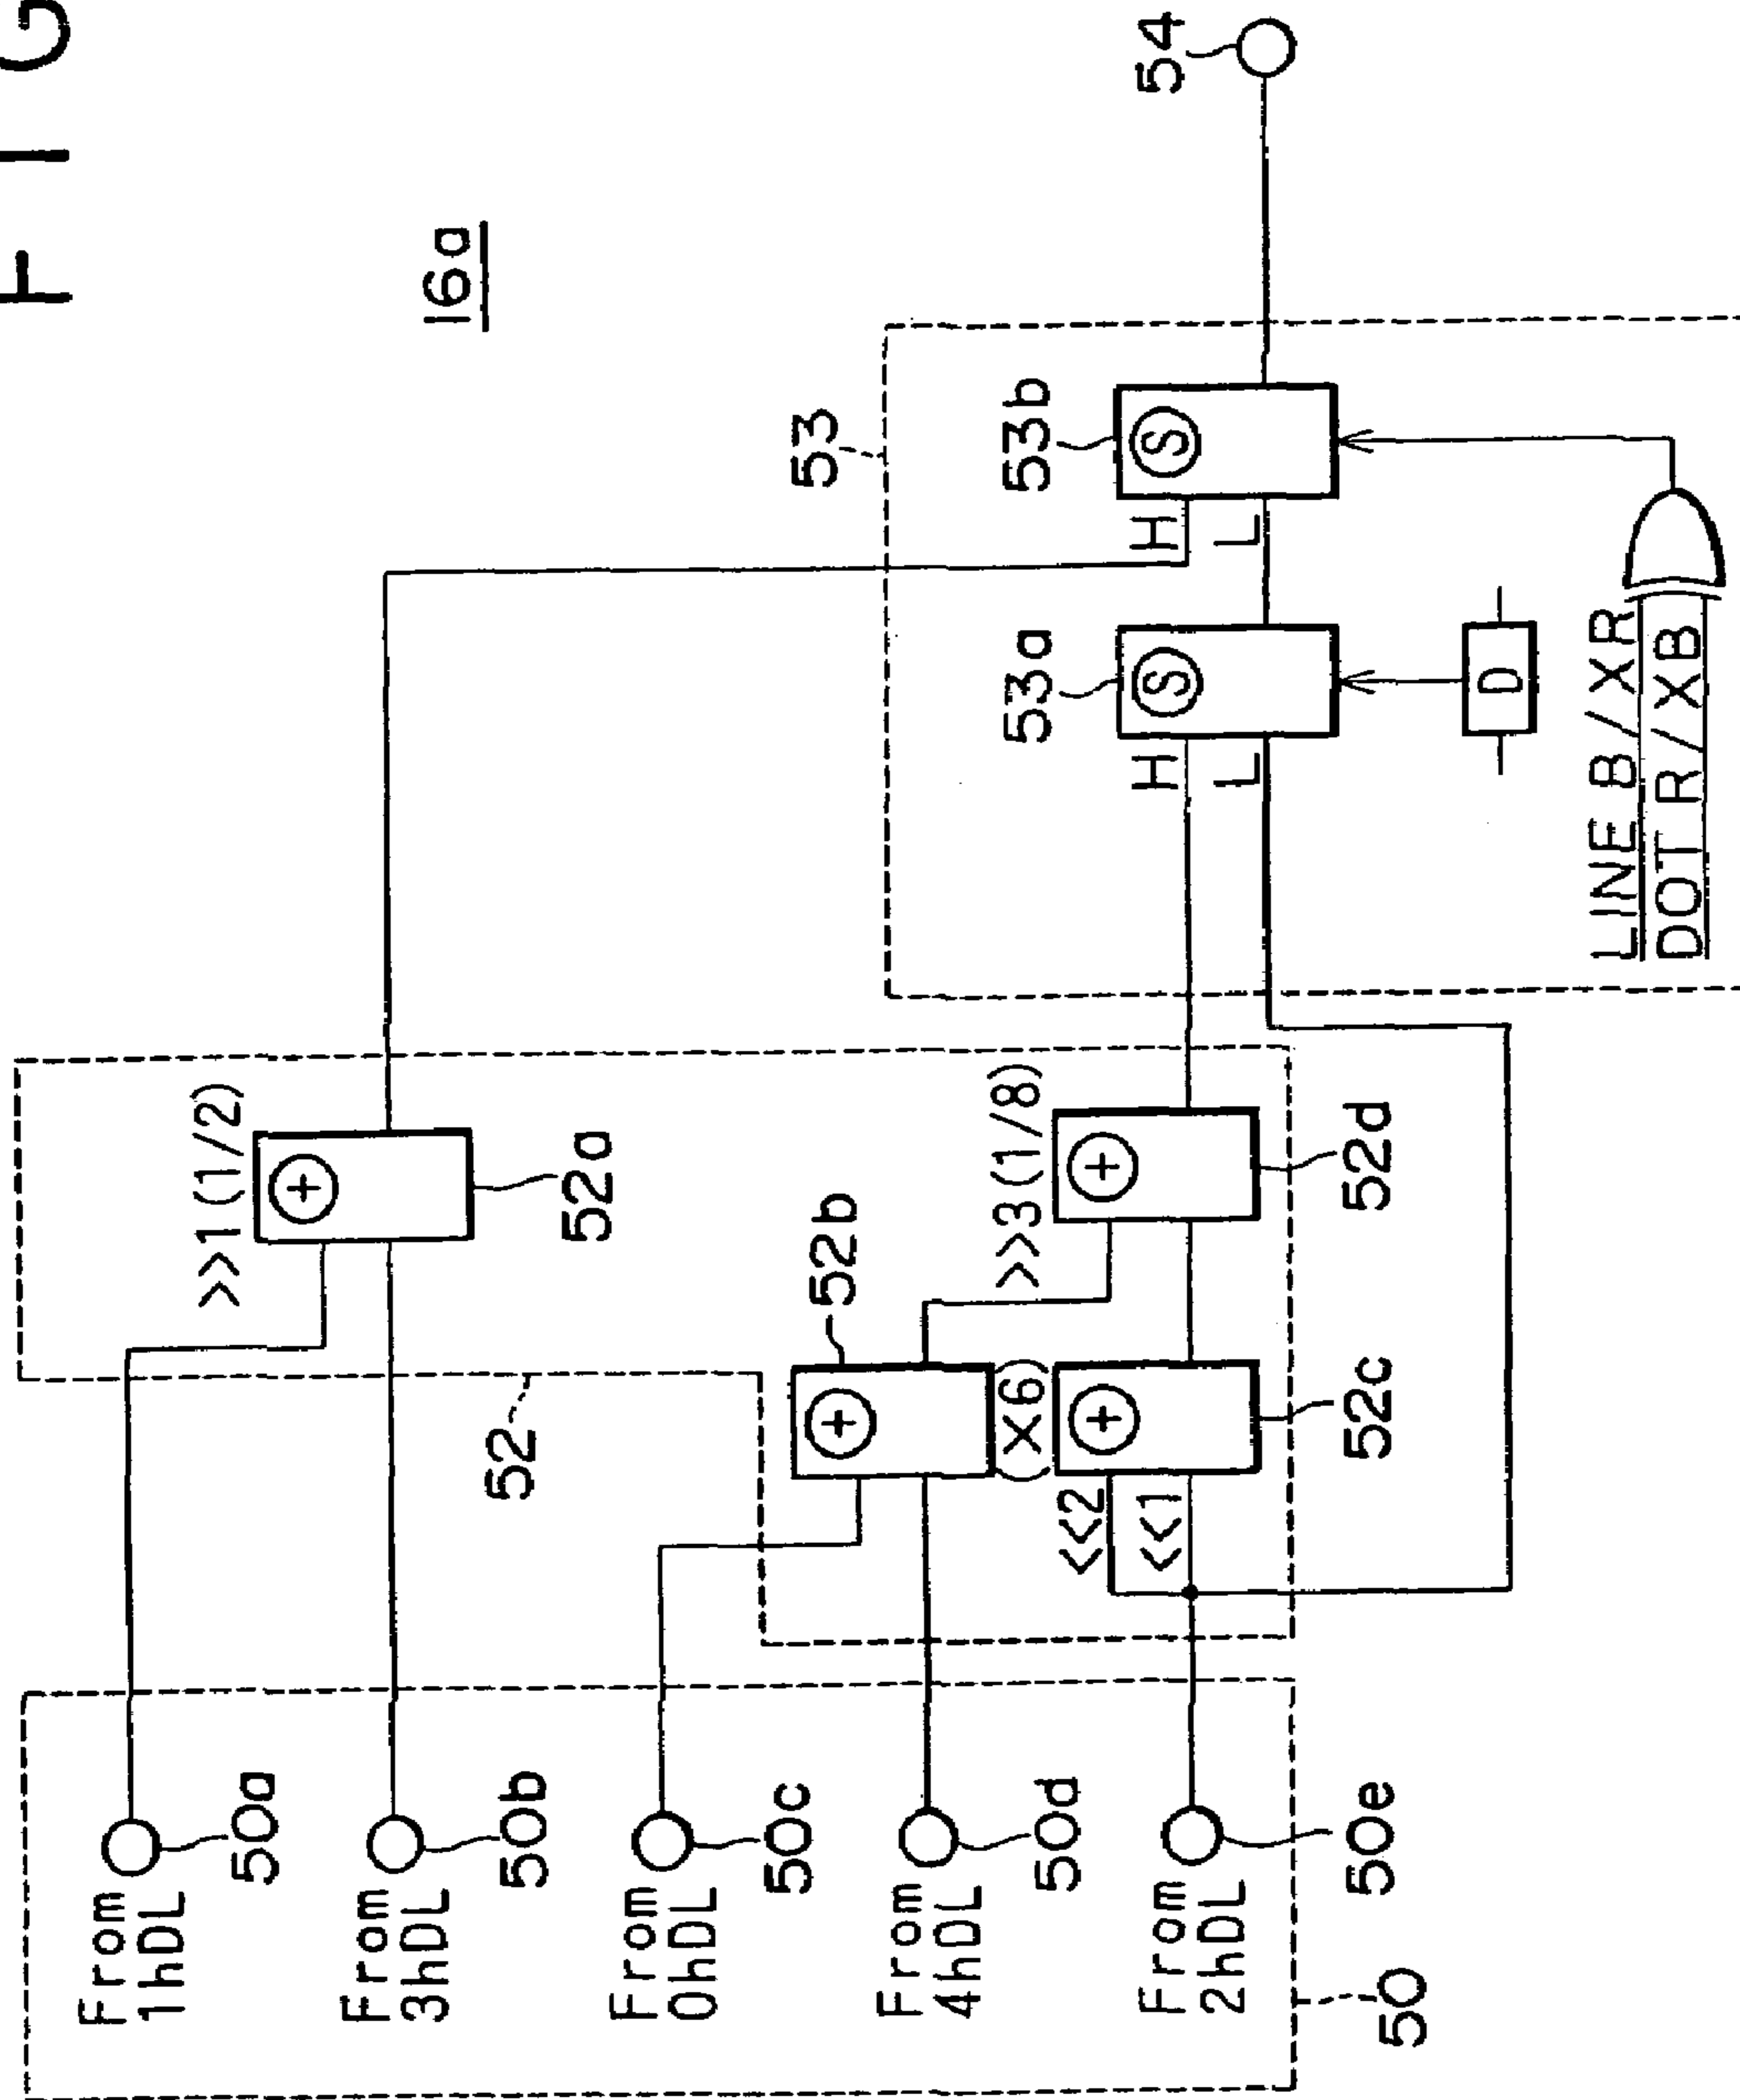 FIG
16a
From
1hDL
50a
From
3hDL
50b
From
0hDL
50c
From
4hDL
50d
From
2hDL
50e
50
>>1(1/2)
52a
52
52b
(×6)
<<2
<<1
52c
>>3(1/8)
52d
53
53a
H
L
S
53b
H
L
S
D
LINE B/XR
DOT R/XB
54